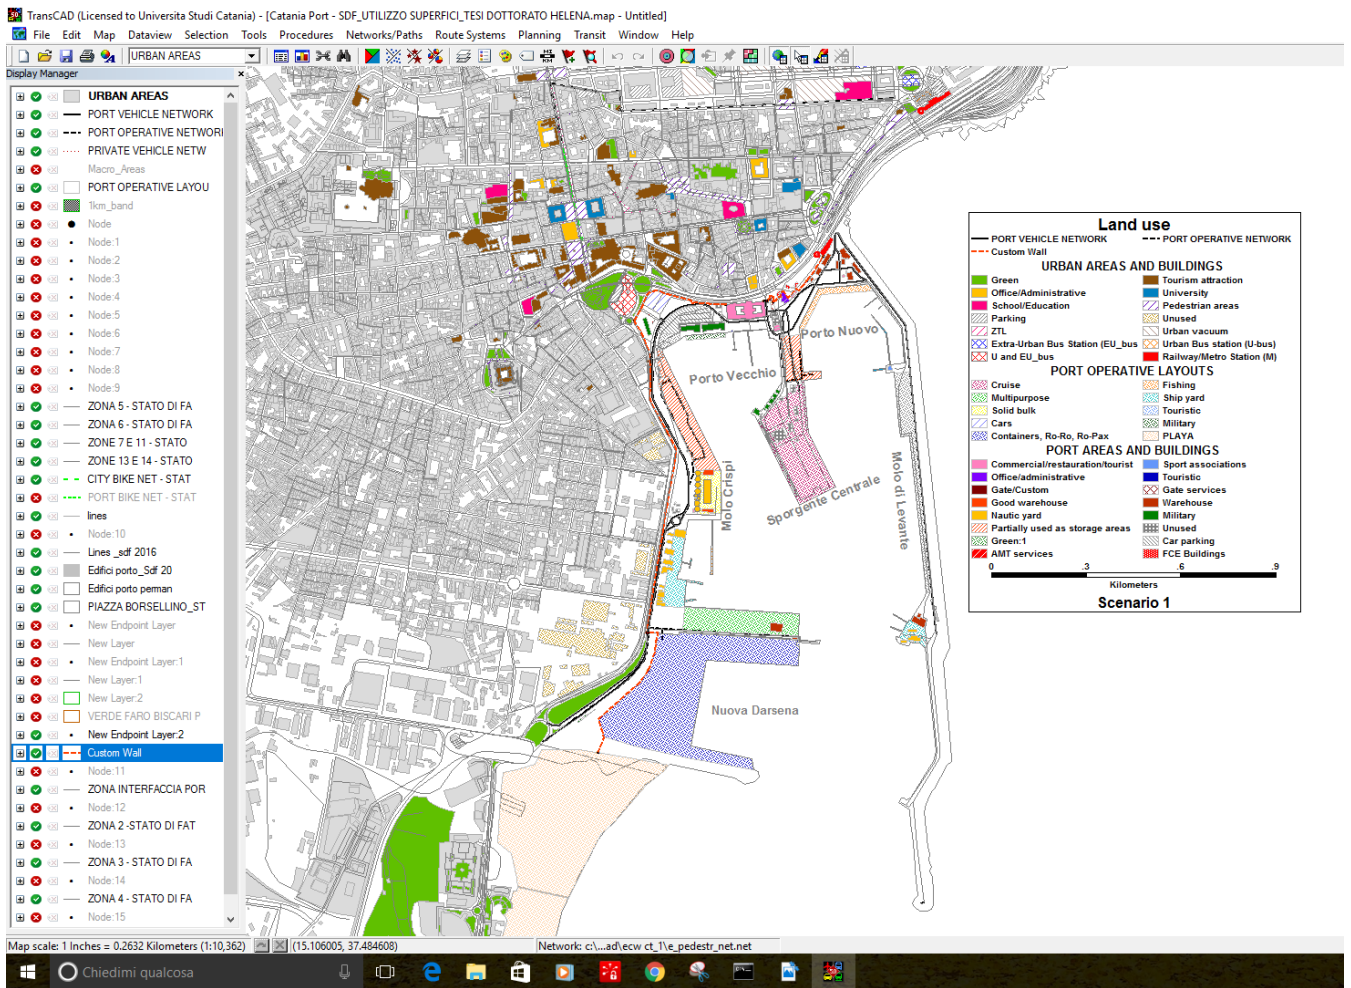 TransCAD (Licensed to Universita Studi Catania) - [Catania Port - SDF_UTILIZZO SUPERFICI_TESI DOTTORATO HELENA.map - Untitled]
File Edit Map Dataview Selection Tools Procedures Networks/Paths Route Systems Planning Transit Window Help
URBAN AREAS
Display Manager
URBAN AREAS
PORT VEHICLE NETWORK
PORT OPERATIVE NETWORI
PRIVATE VEHICLE NETW
Macro_Areas
PORT OPERATIVE LAYOU
1km_band
Node
Node:1
Node:2
Node:3
Node:4
Node:5
Node:6
Node:7
Node:8
Node:9
ZONA 5 - STATO DI FA
ZONA 6 - STATO DI FA
ZONE 7 E 11 - STATO
ZONE 13 E 14 - STATO
CITY BIKE NET - STAT
PORT BIKE NET - STAT
lines
Node:10
Lines _sdf 2016
Edifici porto_Sdf 20
Edifici porto perman
PIAZZA BORSELLINO_ST
New Endpoint Layer
New Layer
New Endpoint Layer:1
New Layer:1
New Layer:2
VERDE FARO BISCARI P
New Endpoint Layer:2
Custom Wall
Node:11
ZONA INTERFACCIA POR
Node:12
ZONA 2 -STATO DI FAT
Node:13
ZONA 3 - STATO DI FA
Node:14
ZONA 4 - STATO DI FA
Node:15
Porto Nuovo
Porto Vecchio
Molo Crispi
Sporgente Centrale
Molo di Levante
Nuova Darsena
Land use
PORT VEHICLE NETWORK PORT OPERATIVE NETWORK
Custom Wall
URBAN AREAS AND BUILDINGS
Green Tourism attraction
Office/Administrative University
School/Education Pedestrian areas
Parking Unused
ZTL Urban vacuum
Extra-Urban Bus Station (EU_bus Urban Bus station (U-bus)
U and EU_bus Railway/Metro Station (M)
PORT OPERATIVE LAYOUTS
Cruise Fishing
Multipurpose Ship yard
Solid bulk Touristic
Cars Military
Containers, Ro-Ro, Ro-Pax PLAYA
PORT AREAS AND BUILDINGS
Commercial/restauration/tourist Sport associations
Office/administrative Touristic
Gate/Custom Gate services
Good warehouse Warehouse
Nautic yard Military
Partially used as storage areas Unused
Green:1 Car parking
AMT services FCE Buildings
0 .3 .6 .9
Kilometers
Scenario 1
Map scale: 1 Inches = 0.2632 Kilometers (1:10,362) (15.106005, 37.484608) Network: c:\...ad\ecw ct_1\e_pedestr_net.net
Chiedimi qualcosa